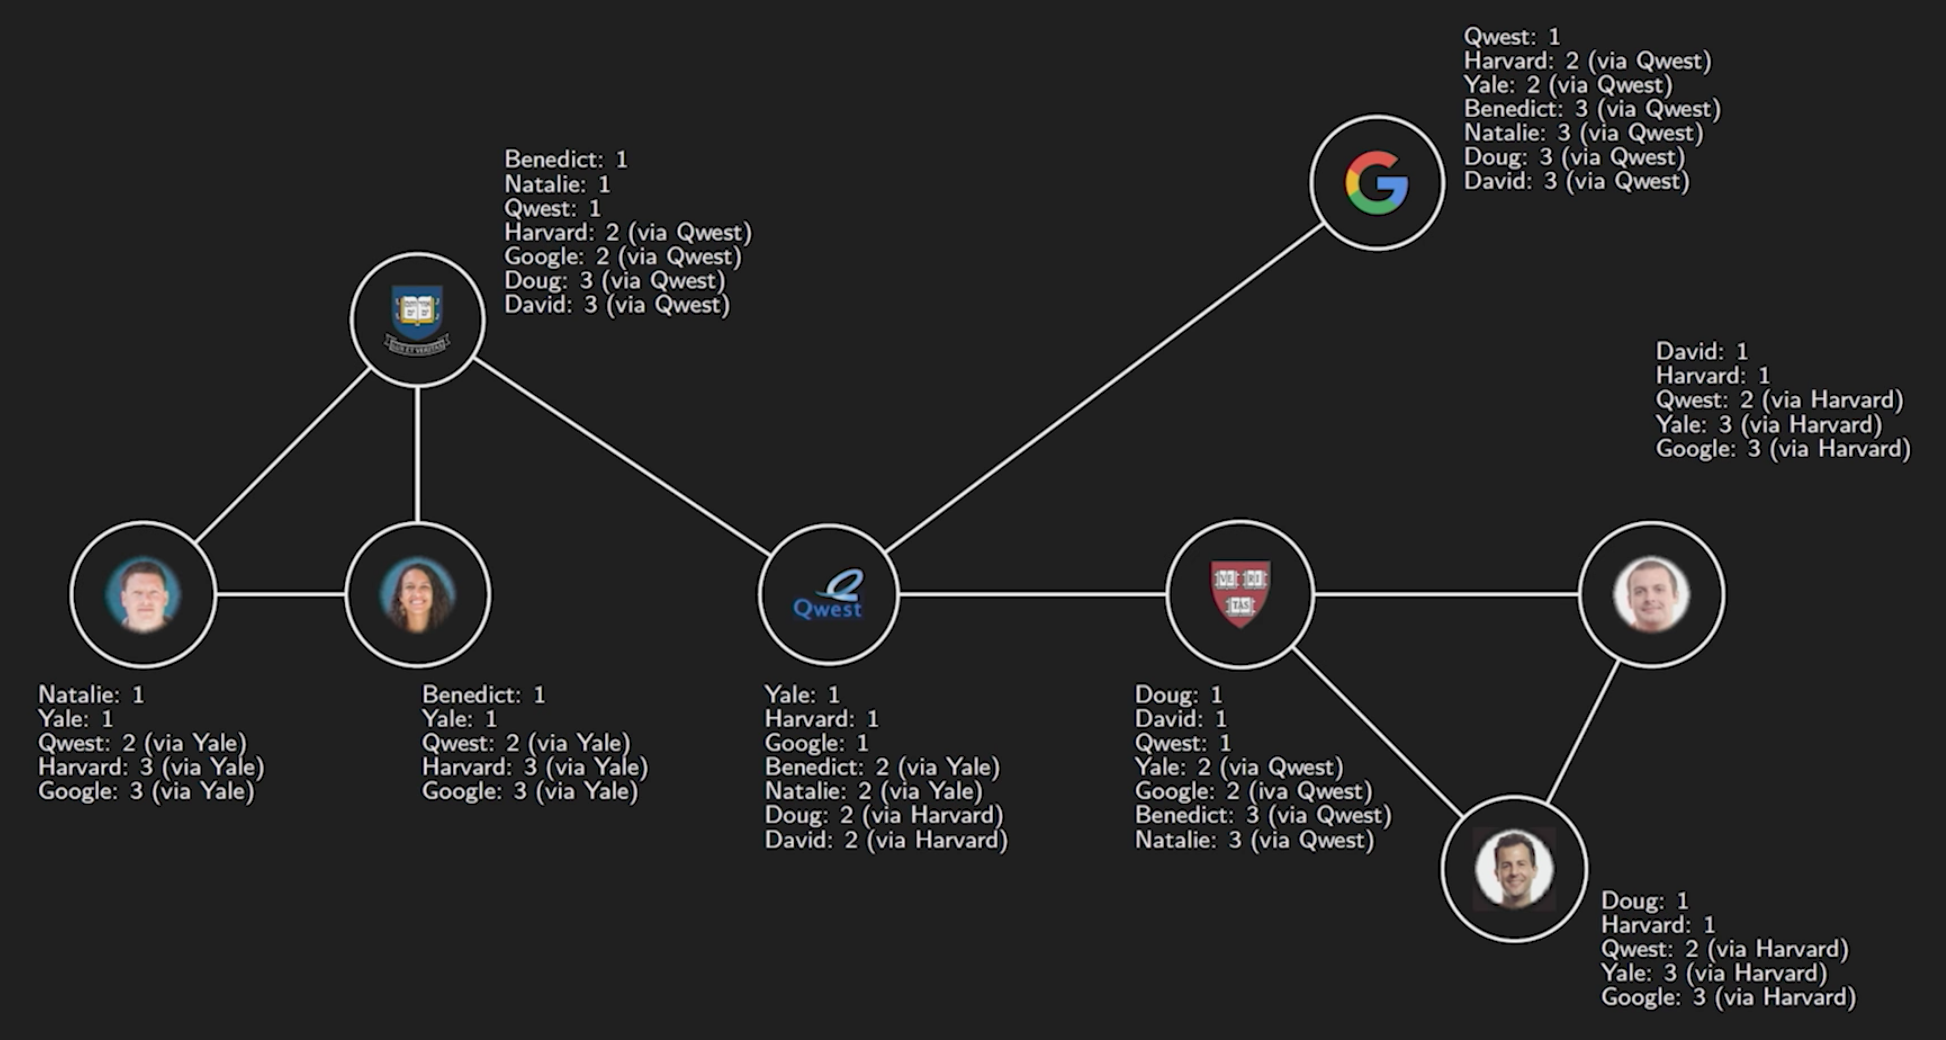 Qwest: 1
Harvard: 2 (via Qwest)
Yale: 2 (via Qwest)
Benedict: 3 (via Qwest)
Natalie: 3 (via Qwest)
Doug: 3 (via Qwest)
David: 3 (via Qwest)
Benedict: 1
Natalie: 1
Qwest: 1
Harvard: 2 (via Qwest)
Google: 2 (via Qwest)
Doug: 3 (via Qwest)
David: 3 (via Qwest)
David: 1
Harvard: 1
Qwest: 2 (via Harvard)
Yale: 3 (via Harvard)
Google: 3 (via Harvard)
Qwest
VE RI
TAS
Natalie: 1
Yale: 1
Qwest: 2 (via Yale)
Harvard: 3 (via Yale)
Google: 3 (via Yale)
Benedict: 1
Yale: 1
Qwest: 2 (via Yale)
Harvard: 3 (via Yale)
Google: 3 (via Yale)
Yale: 1
Harvard: 1
Google: 1
Benedict: 2 (via Yale)
Natalie: 2 (via Yale)
Doug: 2 (via Harvard)
David: 2 (via Harvard)
Doug: 1
David: 1
Qwest: 1
Yale: 2 (via Qwest)
Google: 2 (iva Qwest)
Benedict: 3 (via Qwest)
Natalie: 3 (via Qwest)
Doug: 1
Harvard: 1
Qwest: 2 (via Harvard)
Yale: 3 (via Harvard)
Google: 3 (via Harvard)